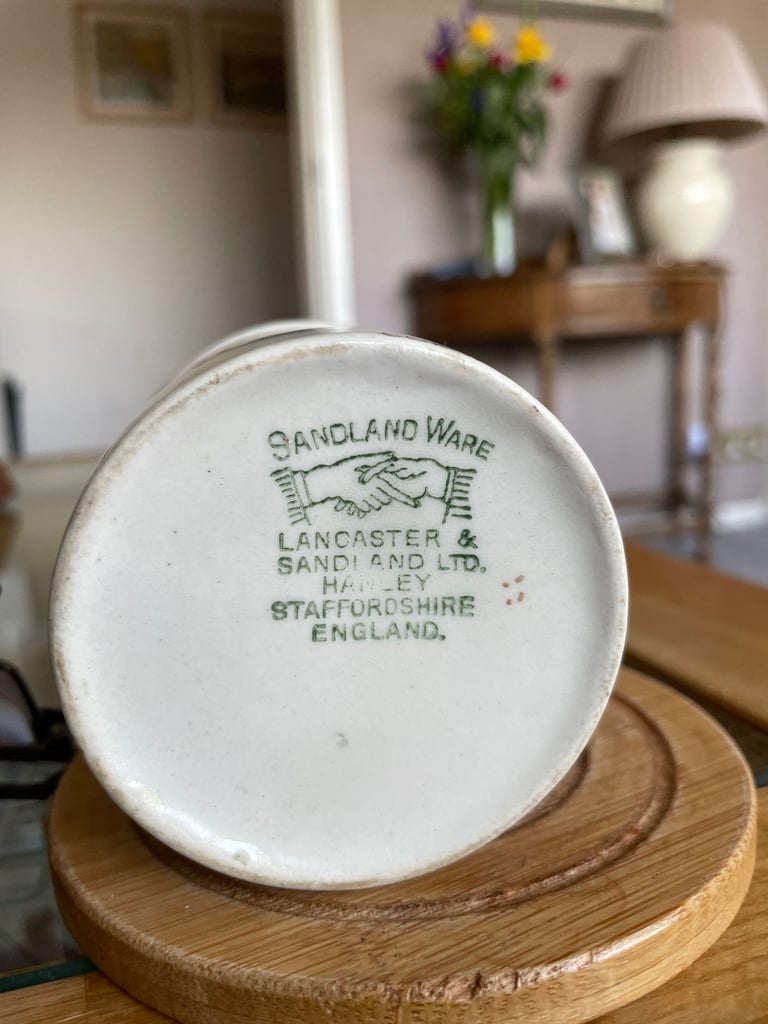 SANDLAND WARE
LANCASTER &
SANDLAND LTD.
HANLEY
STAFFORDSHIRE
ENGLAND.